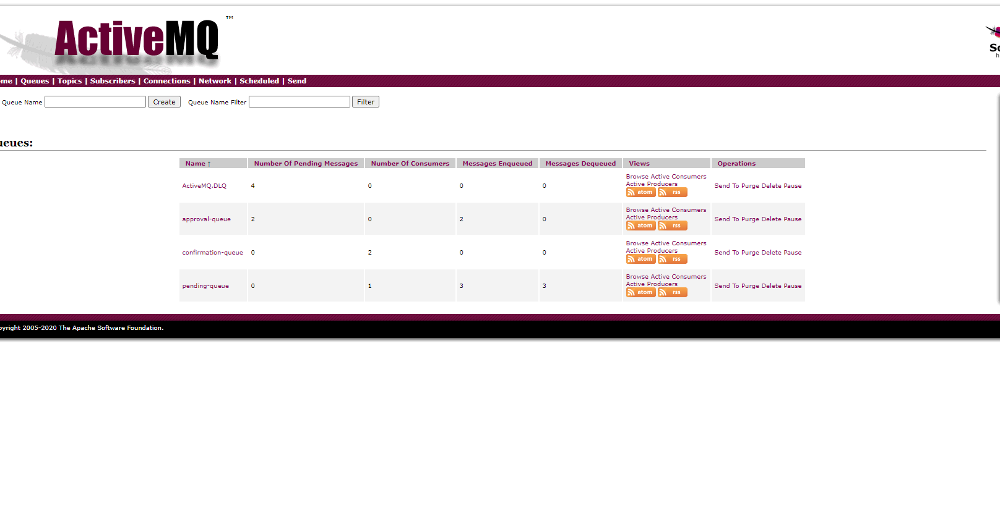 ActiveMQ ™
me | Queues | Topics | Subscribers | Connections | Network | Scheduled | Send
Queue Name Create Queue Name Filter Filter
ueues:
Name ↑ Number Of Pending Messages Number Of Consumers Messages Enqueued Messages Dequeued Views Operations
ActiveMQ.DLQ 4 0 0 0 Browse Active Consumers
Active Producers
atom rss
Send To Purge Delete Pause
approval-queue 2 0 2 0 Browse Active Consumers
Active Producers
atom rss
Send To Purge Delete Pause
confirmation-queue 0 2 0 0 Browse Active Consumers
Active Producers
atom rss
Send To Purge Delete Pause
pending-queue 0 1 3 3 Browse Active Consumers
Active Producers
atom rss
Send To Purge Delete Pause
pyright 2005-2020 The Apache Software Foundation.